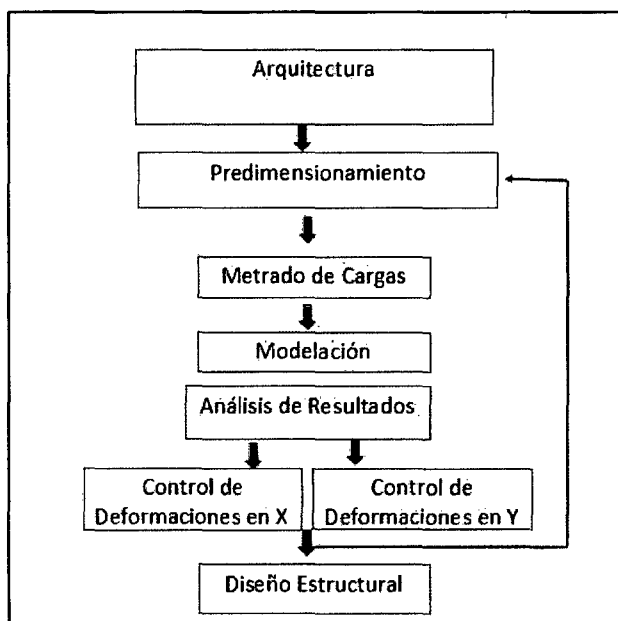 Arquitectura
Predimensionamiento
Metrado de Cargas
Modelación
Análisis de Resultados
Control de
Deformaciones en X
Control de
Deformaciones en Y
Diseño Estructural